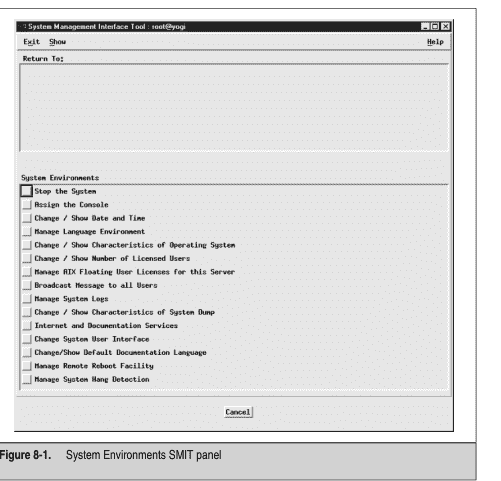 System Management Interface Tool : root@yogi
Exit Show Help
Return To:
System Environments
Stop the System
Assign the Console
Change / Show Date and Time
Manage Language Environment
Change / Show Characteristics of Operating System
Change / Show Number of Licensed Users
Manage AIX Floating User Licenses for this Server
Broadcast Message to all Users
Manage System Logs
Change / Show Characteristics of System Dump
Internet and Documentation Services
Change System User Interface
Change/Show Default Documentation Language
Manage Remote Reboot Facility
Manage System Hang Detection
Cancel
Figure 8-1. System Environments SMIT panel